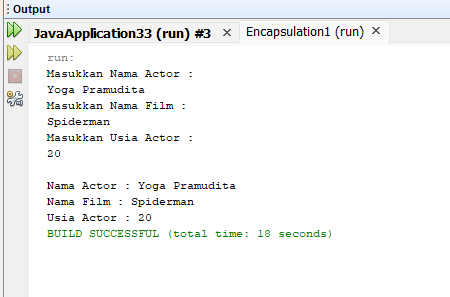 Output
JavaApplication33 (run) #3 × Encapsulation1 (run) ×
run:
Masukkan Nama Actor :
Yoga Pramudita
Masukkan Nama Film :
Spiderman
Masukkan Usia Actor :
20
Nama Actor : Yoga Pramudita
Nama Film : Spiderman
Usia Actor : 20
BUILD SUCCESSFUL (total time: 18 seconds)